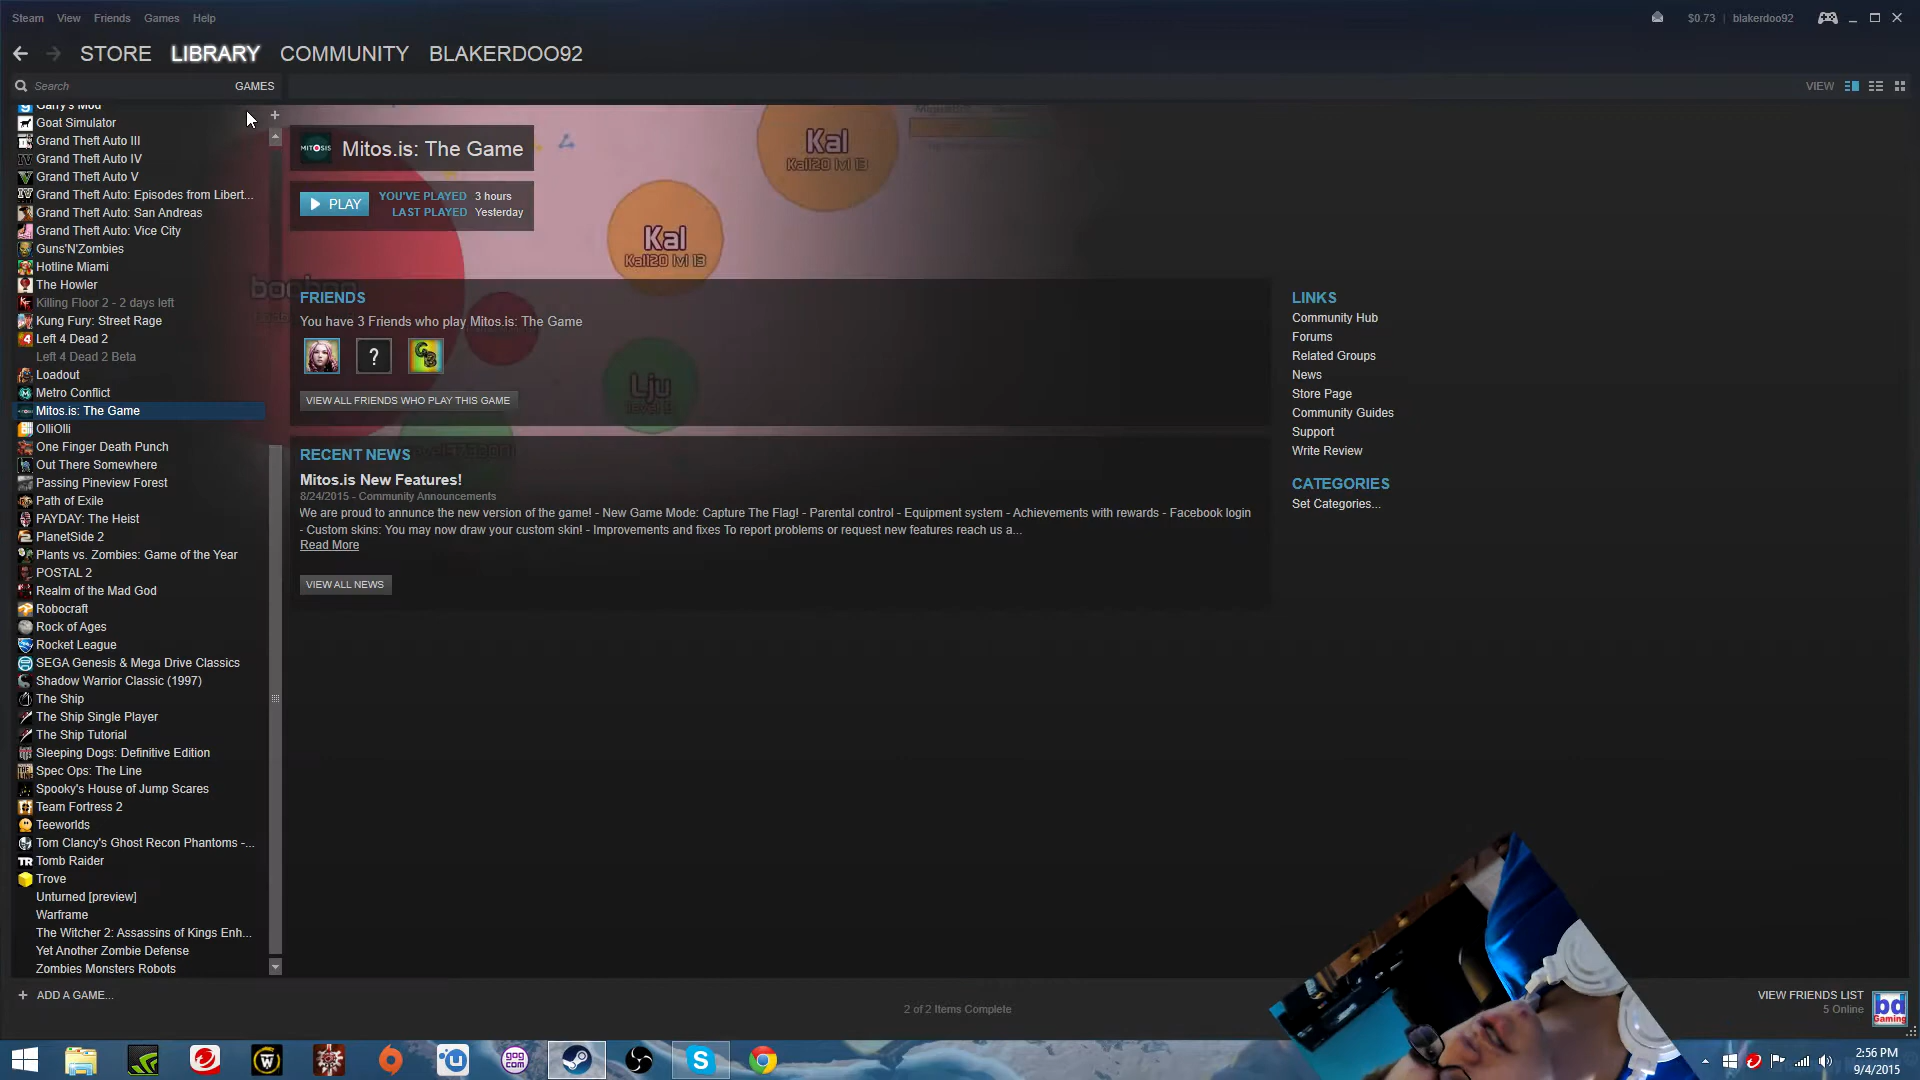 Steam View Friends Games Help
$0.73 | blakerdoo92
STORE LIBRARY COMMUNITY BLAKERDOO92
Search GAMES
VIEW
Garry's Mod
Goat Simulator
Grand Theft Auto III
Grand Theft Auto IV
Grand Theft Auto V
Grand Theft Auto: Episodes from Libert...
Grand Theft Auto: San Andreas
Grand Theft Auto: Vice City
Guns'N'Zombies
Hotline Miami
The Howler
Killing Floor 2 - 2 days left
Kung Fury: Street Rage
Left 4 Dead 2
Left 4 Dead 2 Beta
Loadout
Metro Conflict
Mitos.is: The Game
OlliOlli
One Finger Death Punch
Out There Somewhere
Passing Pineview Forest
Path of Exile
PAYDAY: The Heist
PlanetSide 2
Plants vs. Zombies: Game of the Year
POSTAL 2
Realm of the Mad God
Robocraft
Rock of Ages
Rocket League
SEGA Genesis & Mega Drive Classics
Shadow Warrior Classic (1997)
The Ship
The Ship Single Player
The Ship Tutorial
Sleeping Dogs: Definitive Edition
Spec Ops: The Line
Spooky's House of Jump Scares
Team Fortress 2
Teeworlds
Tom Clancy's Ghost Recon Phantoms -...
Tomb Raider
Trove
Unturned [preview]
Warframe
The Witcher 2: Assassins of Kings Enh...
Yet Another Zombie Defense
Zombies Monsters Robots
+ ADD A GAME...
MITOSIS
Mitos.is: The Game
PLAY
YOU'VE PLAYED 3 hours
LAST PLAYED Yesterday
Kal
Kal120 lvl 13
Kal
Kal120 lvl 13
Lju
FRIENDS
You have 3 Friends who play Mitos.is: The Game
?
VIEW ALL FRIENDS WHO PLAY THIS GAME
RECENT NEWS
Mitos.is New Features!
8/24/2015 - Community Announcements
We are proud to annunce the new version of the game! - New Game Mode: Capture The Flag! - Parental control - Equipment system - Achievements with rewards - Facebook login
- Custom skins: You may now draw your custom skin! - Improvements and fixes To report problems or request new features reach us a...
Read More
VIEW ALL NEWS
LINKS
Community Hub
Forums
Related Groups
News
Store Page
Community Guides
Support
Write Review
CATEGORIES
Set Categories...
2 of 2 Items Complete
VIEW FRIENDS LIST
5 Online
bd
Gaming
gog
com
2:56 PM
9/4/2015